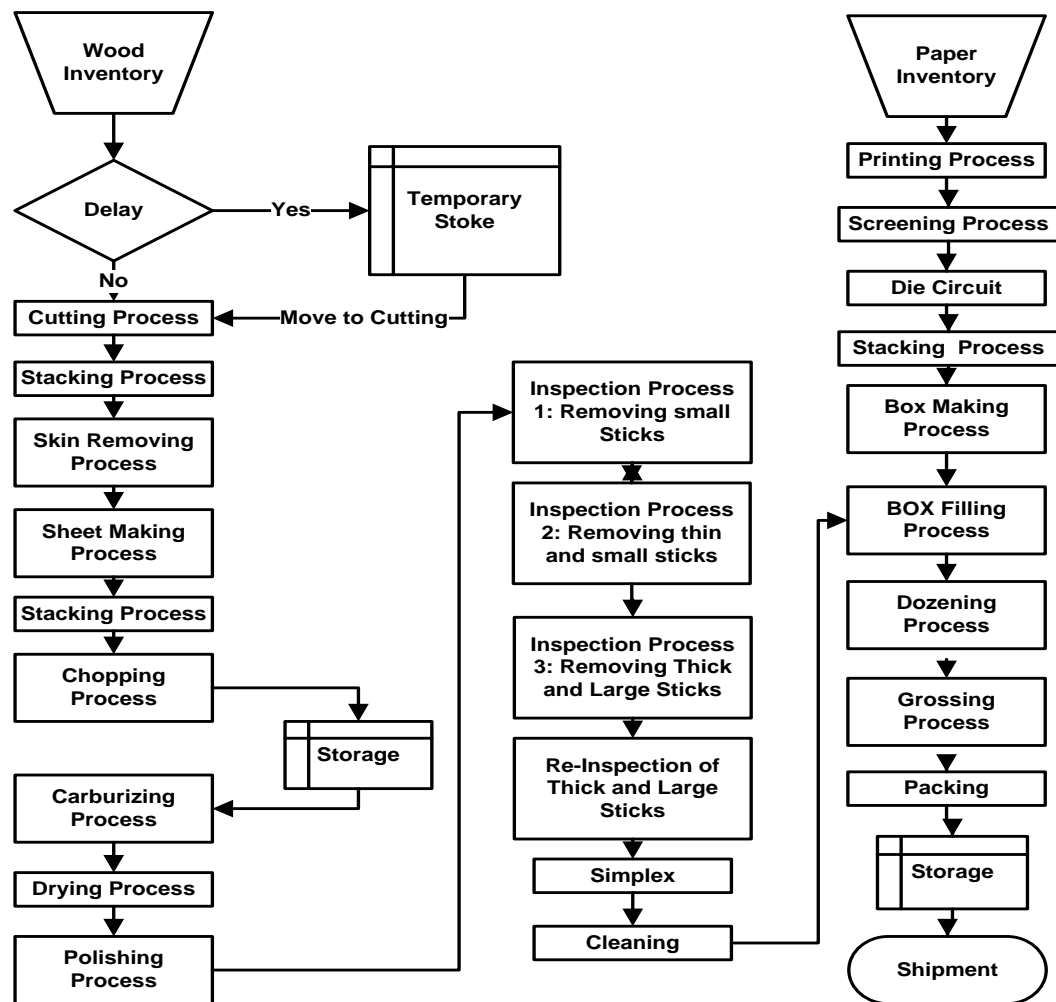 Wood
Inventory
Delay
Yes
Temporary
Stoke
No
Cutting Process
Move to Cutting
Stacking Process
Skin Removing
Process
Sheet Making
Process
Stacking Process
Chopping
Process
Storage
Carburizing
Process
Drying Process
Polishing
Process
Inspection Process
1: Removing small
Sticks
Inspection Process
2: Removing thin
and small sticks
Inspection Process
3: Removing Thick
and Large Sticks
Re-Inspection of
Thick and Large
Sticks
Simplex
Cleaning
Paper
Inventory
Printing Process
Screening Process
Die Circuit
Stacking Process
Box Making
Process
BOX Filling
Process
Dozening
Process
Grossing
Process
Packing
Storage
Shipment